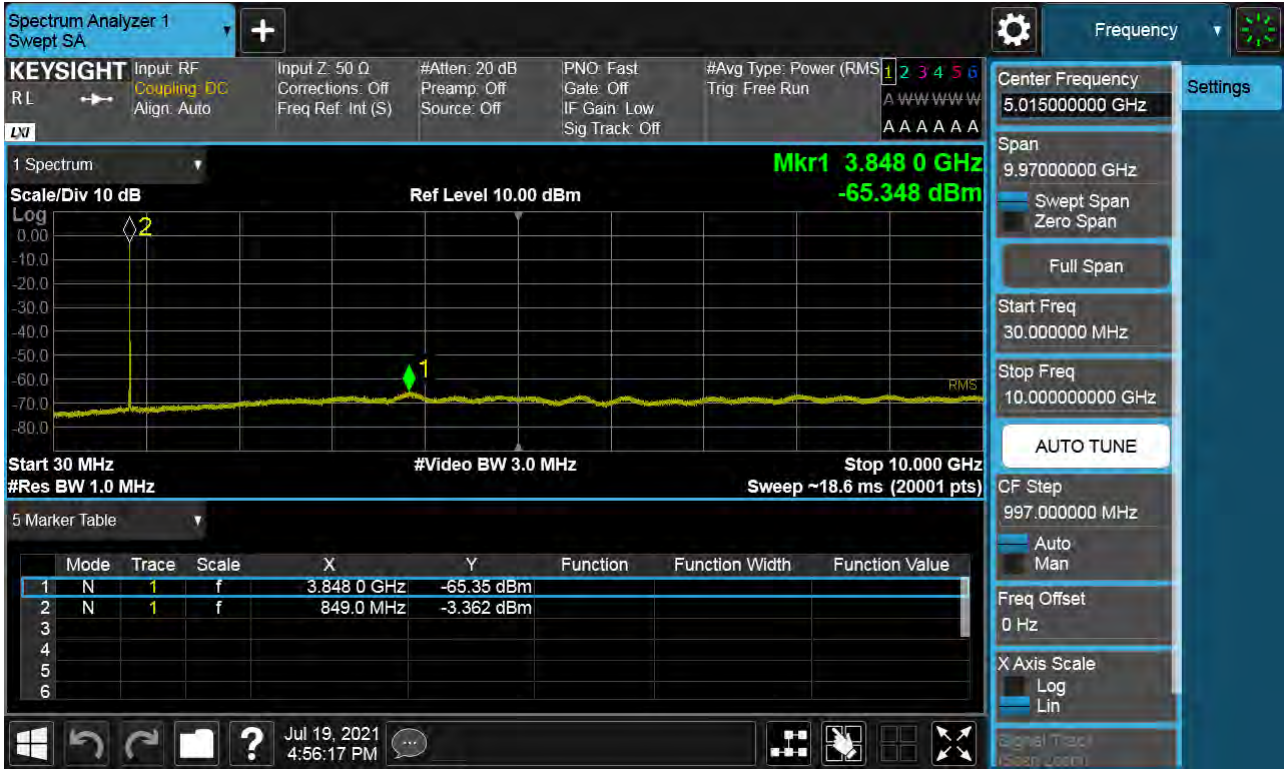 Spectrum Analyzer 1
Swept SA
Frequency
KEYSIGHT
RL
LXI
Input: RF
Coupling: DC
Align: Auto
Input Z: 50 Ω
Corrections: Off
Freq Ref: Int (S)
#Atten: 20 dB
Preamp: Off
Source: Off
PNO: Fast
Gate: Off
IF Gain: Low
Sig Track: Off
#Avg Type: Power (RMS
Trig: Free Run
1 2 3 4 5 6
A W W W W W
A A A A A A
1 Spectrum
Mkr1 3.848 0 GHz
-65.348 dBm
Scale/Div 10 dB
Ref Level 10.00 dBm
Log
0.00
-10.0
-20.0
-30.0
-40.0
-50.0
-60.0
-70.0
-80.0
2
1
RMS
Start 30 MHz
#Video BW 3.0 MHz
Stop 10.000 GHz
#Res BW 1.0 MHz
Sweep ~18.6 ms (20001 pts)
5 Marker Table
Mode Trace Scale X Y Function Function Width Function Value
1 N 1 f 3.848 0 GHz -65.35 dBm
2 N 1 f 849.0 MHz -3.362 dBm
3
4
5
6
?
Jul 19, 2021
4:56:17 PM
Center Frequency
5.015000000 GHz
Span
9.97000000 GHz
Swept Span
Zero Span
Full Span
Start Freq
30.000000 MHz
Stop Freq
10.000000000 GHz
AUTO TUNE
CF Step
997.000000 MHz
Auto
Man
Freq Offset
0 Hz
X Axis Scale
Log
Lin
Signal Track
(Span Zoom)
Settings